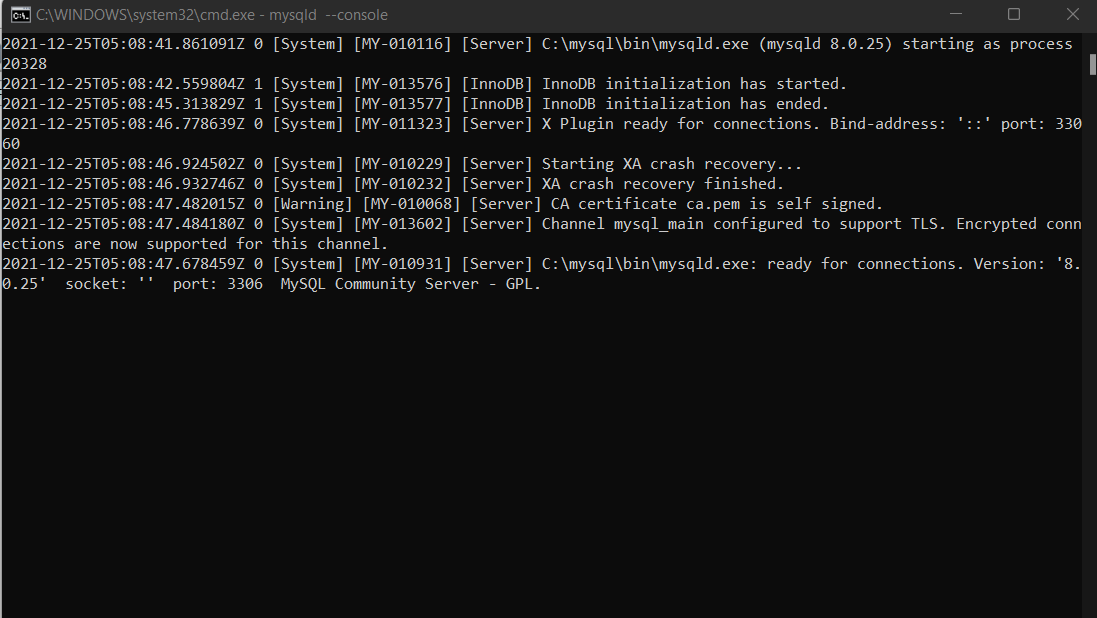 C:\WINDOWS\system32\cmd.exe - mysqld  --console
2021-12-25T05:08:41.861091Z 0 [System] [MY-010116] [Server] C:\mysql\bin\mysqld.exe (mysqld 8.0.25) starting as process
20328
2021-12-25T05:08:42.559804Z 1 [System] [MY-013576] [InnoDB] InnoDB initialization has started.
2021-12-25T05:08:45.313829Z 1 [System] [MY-013577] [InnoDB] InnoDB initialization has ended.
2021-12-25T05:08:46.778639Z 0 [System] [MY-011323] [Server] X Plugin ready for connections. Bind-address: '::' port: 330
60
2021-12-25T05:08:46.924502Z 0 [System] [MY-010229] [Server] Starting XA crash recovery...
2021-12-25T05:08:46.932746Z 0 [System] [MY-010232] [Server] XA crash recovery finished.
2021-12-25T05:08:47.482015Z 0 [Warning] [MY-010068] [Server] CA certificate ca.pem is self signed.
2021-12-25T05:08:47.484180Z 0 [System] [MY-013602] [Server] Channel mysql_main configured to support TLS. Encrypted conn
ections are now supported for this channel.
2021-12-25T05:08:47.678459Z 0 [System] [MY-010931] [Server] C:\mysql\bin\mysqld.exe: ready for connections. Version: '8.
0.25'  socket: ''  port: 3306  MySQL Community Server - GPL.